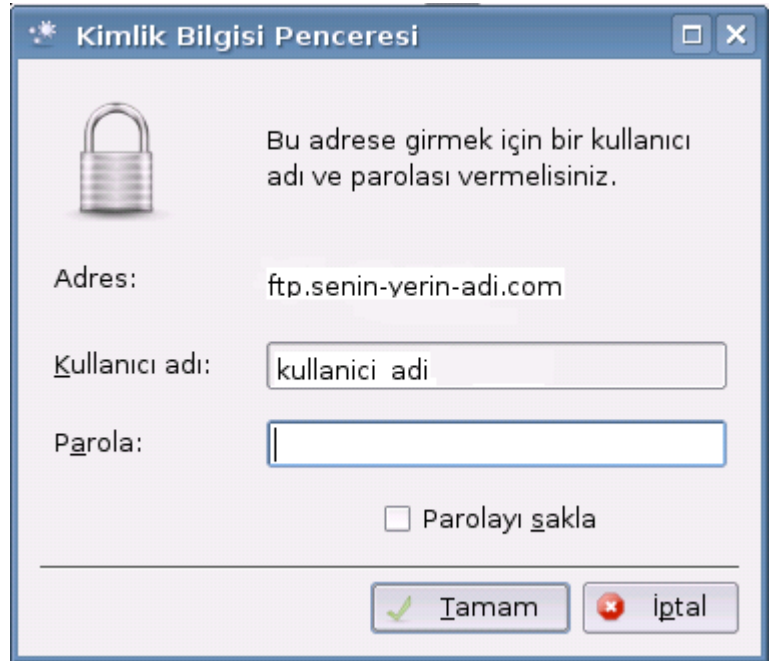 Kimlik Bilgisi Penceresi
Bu adrese girmek için bir kullanıcı
adı ve parolası vermelisiniz.
Adres: ftp.senin-yerin-adi.com
Kullanıcı adı: kullanici adi
Parola:
Parolayı sakla
Tamam İptal